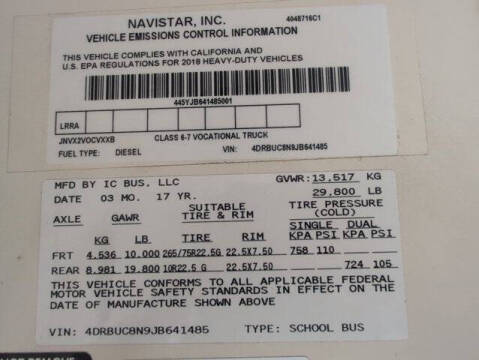 NAVISTAR, INC. 4048716C1
VEHICLE EMISSIONS CONTROL INFORMATION
THIS VEHICLE COMPLIES WITH CALIFORNIA AND
U.S. EPA REGULATIONS FOR 2018 HEAVY-DUTY VEHICLES
445YJB641485001
LRRA
JNVX2VOCVXXB CLASS 6-7 VOCATIONAL TRUCK
FUEL TYPE: DIESEL VIN: 4DRBUC8N9JB641485
MFD BY IC BUS, LLC GVWR: 13,517 KG
DATE 03 MO. 17 YR. 29,800 LB
SUITABLE TIRE PRESSURE
AXLE GAWR TIRE & RIM (COLD)
SINGLE DUAL
KG LB TIRE RIM KPA PSI KPA PSI
FRT 4,536 10,000 265/75R22.5G 22.5X7.50 758 110
REAR 8,981 19,800 10R22.5 G 22.5X7.50 724 105
THIS VEHICLE CONFORMS TO ALL APPLICABLE FEDERAL
MOTOR VEHICLE SAFETY STANDARDS IN EFFECT ON THE
DATE OF MANUFACTURE SHOWN ABOVE
VIN: 4DRBUC8N9JB641485 TYPE: SCHOOL BUS